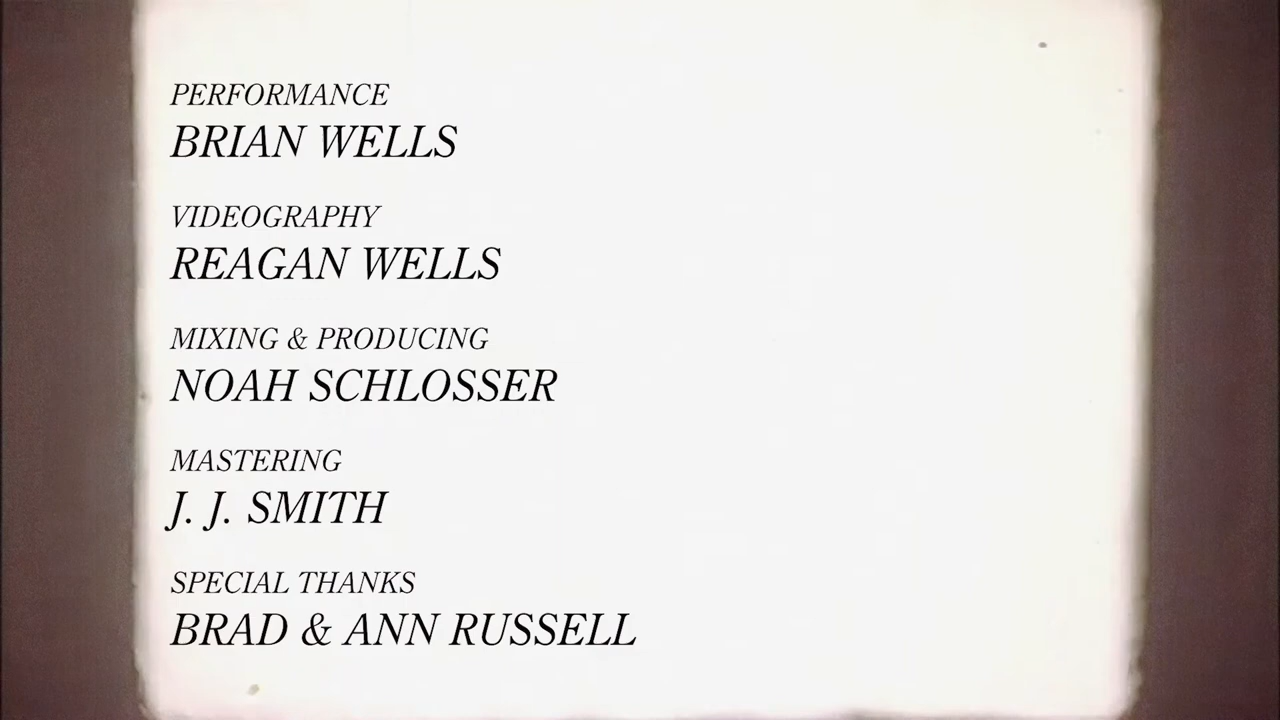 PERFORMANCE
BRIAN WELLS
VIDEOGRAPHY
REAGAN WELLS
MIXING & PRODUCING
NOAH SCHLOSSER
MASTERING
J. J. SMITH
SPECIAL THANKS
BRAD & ANN RUSSELL